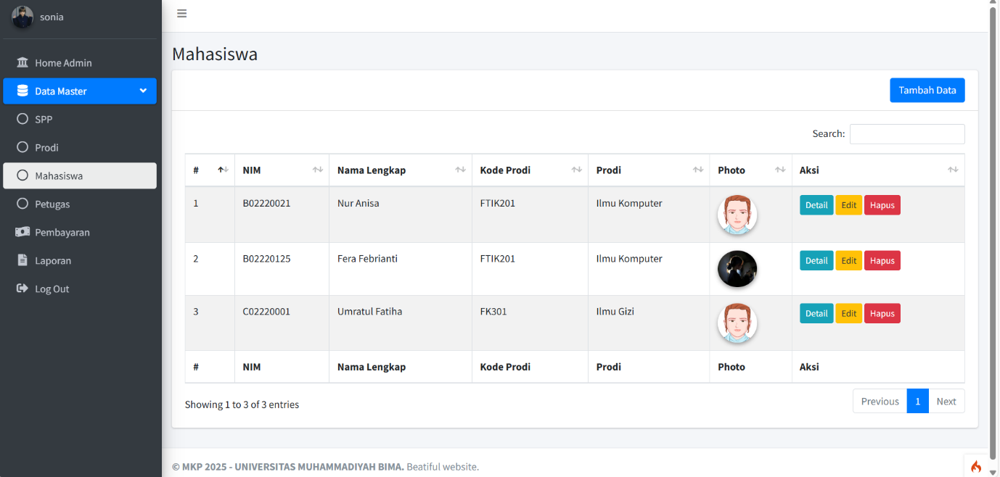 sonia
Home Admin
Data Master
SPP
Prodi
Mahasiswa
Petugas
Pembayaran
Laporan
Log Out
Mahasiswa
Tambah Data
Search:
# NIM Nama Lengkap Kode Prodi Prodi Photo Aksi
1 B02220021 Nur Anisa FTIK201 Ilmu Komputer Detail Edit Hapus
2 B02220125 Fera Febrianti FTIK201 Ilmu Komputer Detail Edit Hapus
3 C02220001 Umratul Fatiha FK301 Ilmu Gizi Detail Edit Hapus
# NIM Nama Lengkap Kode Prodi Prodi Photo Aksi
Showing 1 to 3 of 3 entries
Previous 1 Next
© MKP 2025 - UNIVERSITAS MUHAMMADIYAH BIMA. Beatiful website.